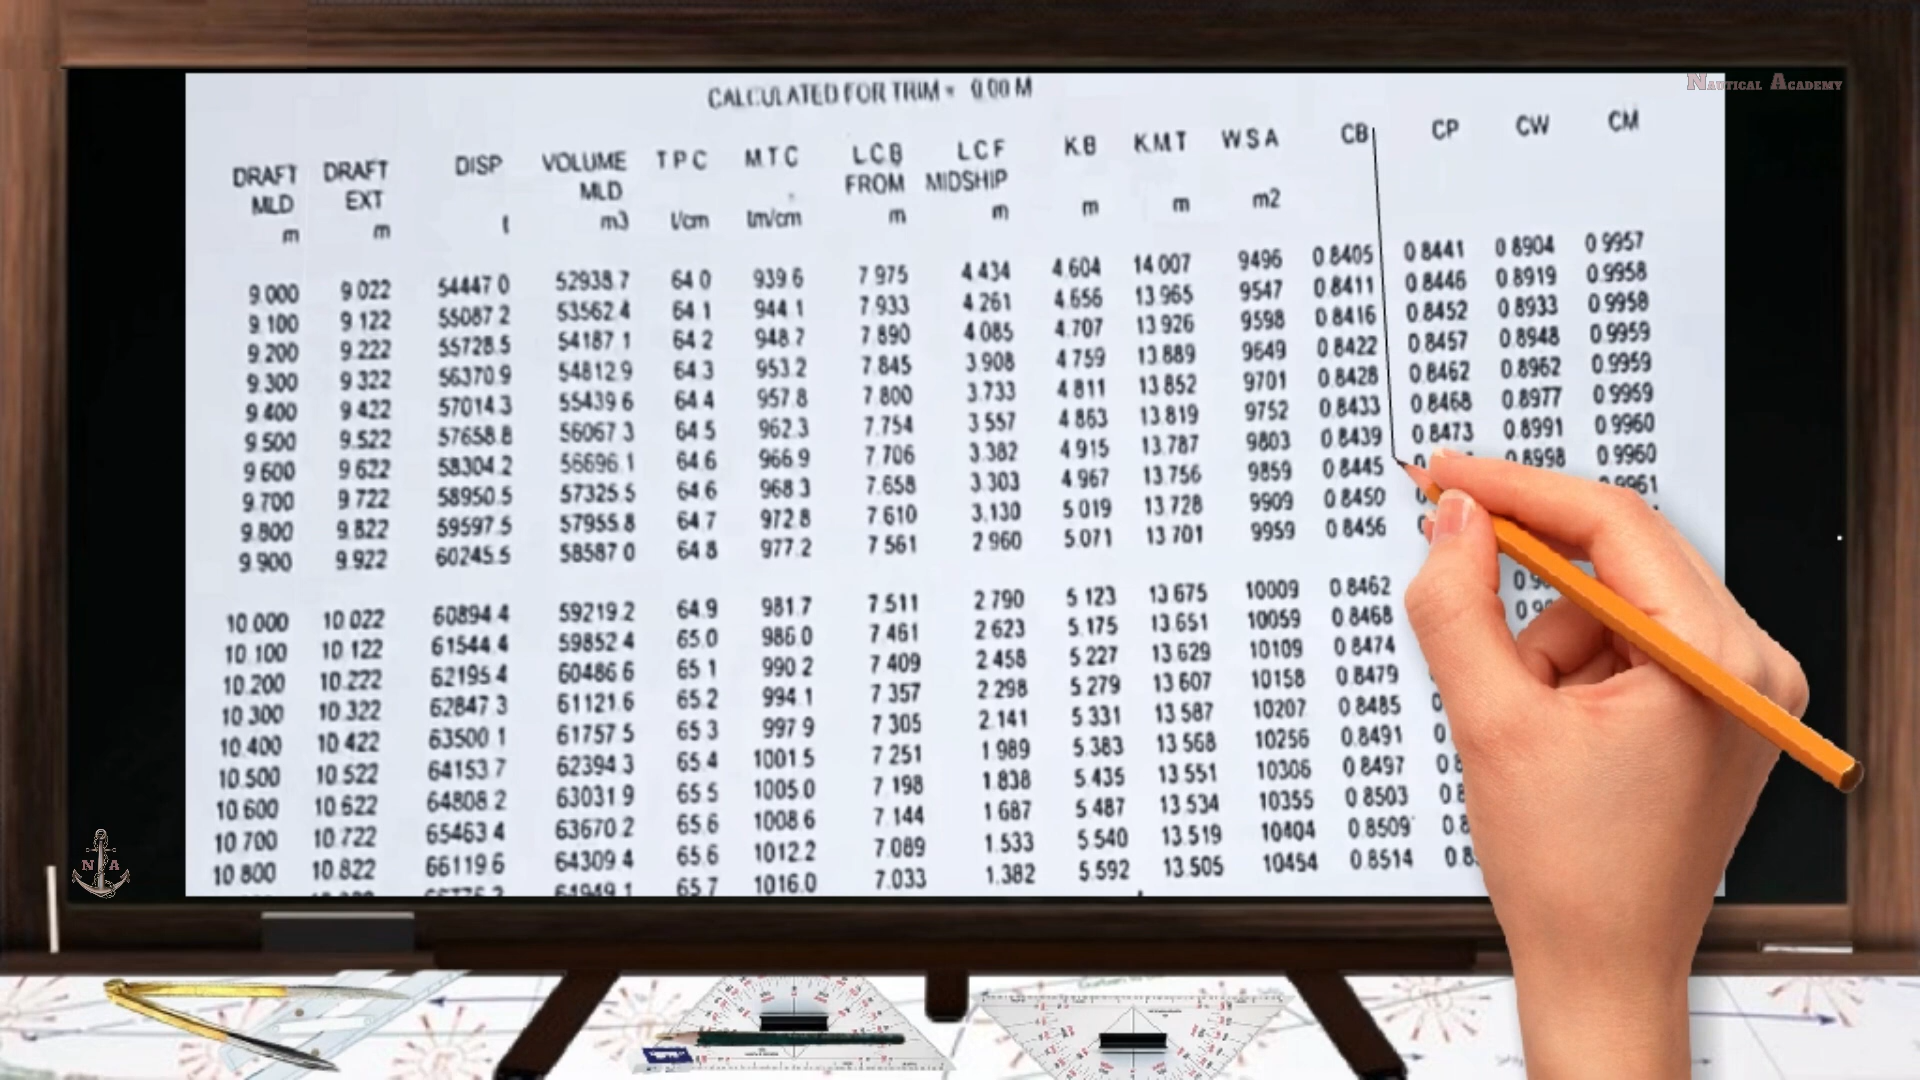 NAUTICAL ACADEMY
CALCULATED FOR TRIM = 0.00 M
DRAFT DRAFT DISP VOLUME T P C M T C L C B L C F K B K M T W S A CB CP CW CM
MLD EXT MLD FROM MIDSHIP
m m t m3 t/cm tm/cm m m m m m2
9.000 9.022 54447.0 52938.7 64.0 939.6 7.975 4.434 4.604 14.007 9496 0.8405 0.8441 0.8904 0.9957
9.100 9.122 55087.2 53562.4 64.1 944.1 7.933 4.261 4.656 13.965 9547 0.8411 0.8446 0.8919 0.9958
9.200 9.222 55728.5 54187.1 64.2 948.7 7.890 4.085 4.707 13.926 9598 0.8416 0.8452 0.8933 0.9958
9.300 9.322 56370.9 54812.9 64.3 953.2 7.845 3.908 4.759 13.889 9649 0.8422 0.8457 0.8948 0.9959
9.400 9.422 57014.3 55439.6 64.4 957.8 7.800 3.733 4.811 13.852 9701 0.8428 0.8462 0.8962 0.9959
9.500 9.522 57658.8 56067.3 64.5 962.3 7.754 3.557 4.863 13.819 9752 0.8433 0.8468 0.8977 0.9959
9.600 9.622 58304.2 56696.1 64.6 966.9 7.706 3.382 4.915 13.787 9803 0.8439 0.8473 0.8991 0.9960
9.700 9.722 58950.5 57325.5 64.6 968.3 7.658 3.303 4.967 13.756 9859 0.8445 0.8998 0.9960
9.800 9.822 59597.5 57955.8 64.7 972.8 7.610 3.130 5.019 13.728 9909 0.8450 0.9961
9.900 9.922 60245.5 58587.0 64.8 977.2 7.561 2.960 5.071 13.701 9959 0.8456
10.000 10.022 60894.4 59219.2 64.9 981.7 7.511 2.790 5.123 13.675 10009 0.8462
10.100 10.122 61544.4 59852.4 65.0 986.0 7.461 2.623 5.175 13.651 10059 0.8468
10.200 10.222 62195.4 60486.6 65.1 990.2 7.409 2.458 5.227 13.629 10109 0.8474
10.300 10.322 62847.3 61121.6 65.2 994.1 7.357 2.298 5.279 13.607 10158 0.8479
10.400 10.422 63500.1 61757.5 65.3 997.9 7.305 2.141 5.331 13.587 10207 0.8485
10.500 10.522 64153.7 62394.3 65.4 1001.5 7.251 1.989 5.383 13.568 10256 0.8491
10.600 10.622 64808.2 63031.9 65.5 1005.0 7.198 1.838 5.435 13.551 10306 0.8497
10.700 10.722 65463.4 63670.2 65.6 1008.6 7.144 1.687 5.487 13.534 10355 0.8503
10.800 10.822 66119.6 64309.4 65.6 1012.2 7.089 1.533 5.540 13.519 10404 0.8509
64949.1 65.7 1016.0 7.033 1.382 5.592 13.505 10454 0.8514
N A